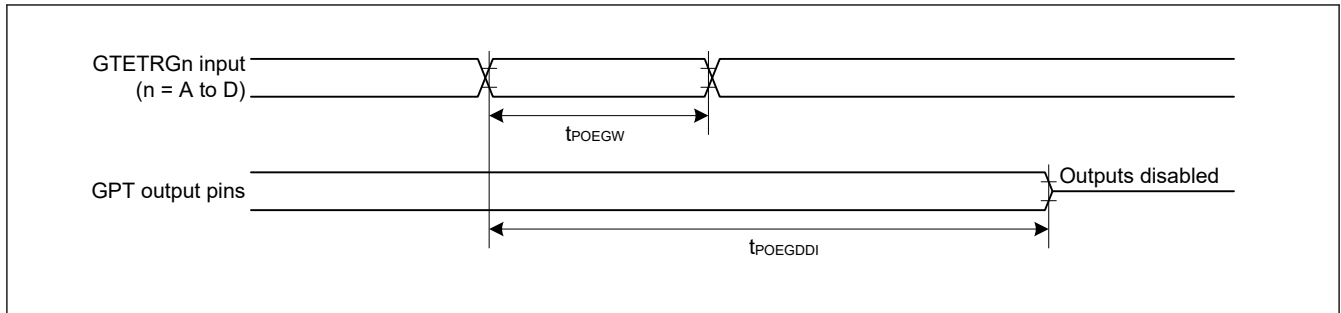 GTETRGn input
(n = A to D)
tPOEGW
GPT output pins
Outputs disabled
tPOEGDDI